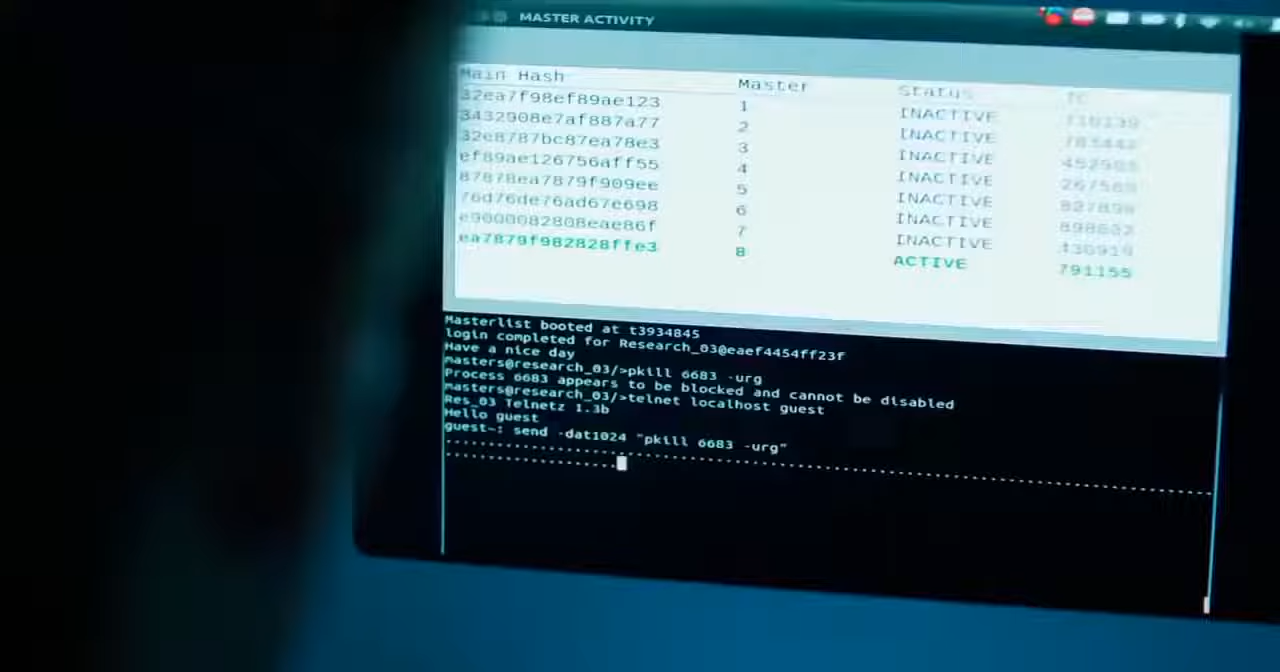 MASTER ACTIVITY
Main Hash Master Status
32ea7f98ef89ae123 1 INACTIVE
3432908e7af887a77 2 INACTIVE
32e8787bc87ea78e3 3 INACTIVE
ef89ae126756aff55 4 INACTIVE
87878ea7879f909ee 5 INACTIVE
76d76de76ad67e698 6 INACTIVE
e9000082808eae86f 7 INACTIVE
ea7879f982828ffe3 8 ACTIVE 791155
Masterlist booted at t3934845
login completed for Research_03@eaef4454ff23f
Have a nice day
masters@research_03/>pkill 6683 -urg
Process 6683 appears to be blocked and cannot be disabled
Masters@research_03/>telnet localhost guest
Res_03 Telnetz 1.3b
Hello guest
guest~: send -dat1024 "pkill 6683 -urg"